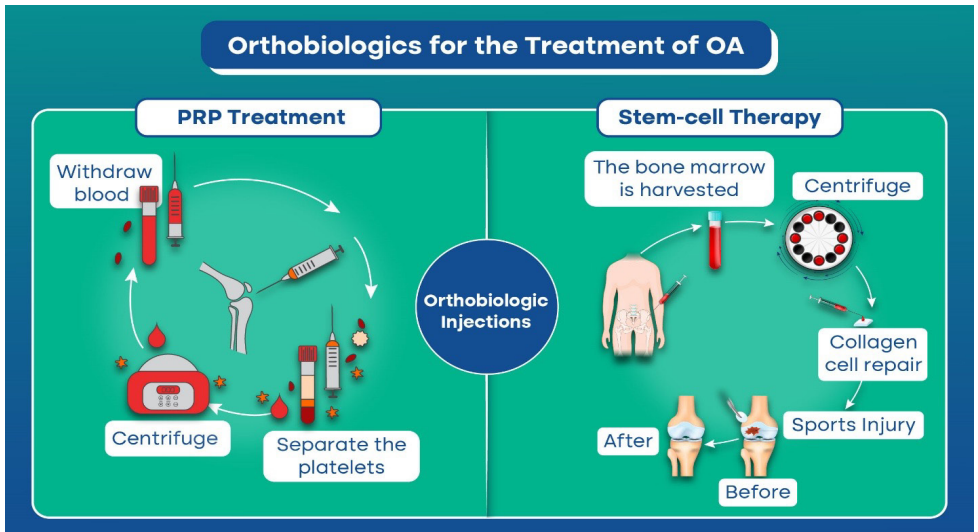 Orthobiologics for the Treatment of OA
PRP Treatment
Withdraw
blood
Centrifuge
Separate the
platelets
Orthobiologic
Injections
Stem-cell Therapy
The bone marrow
is harvested
Centrifuge
Collagen
cell repair
Sports Injury
Before
After